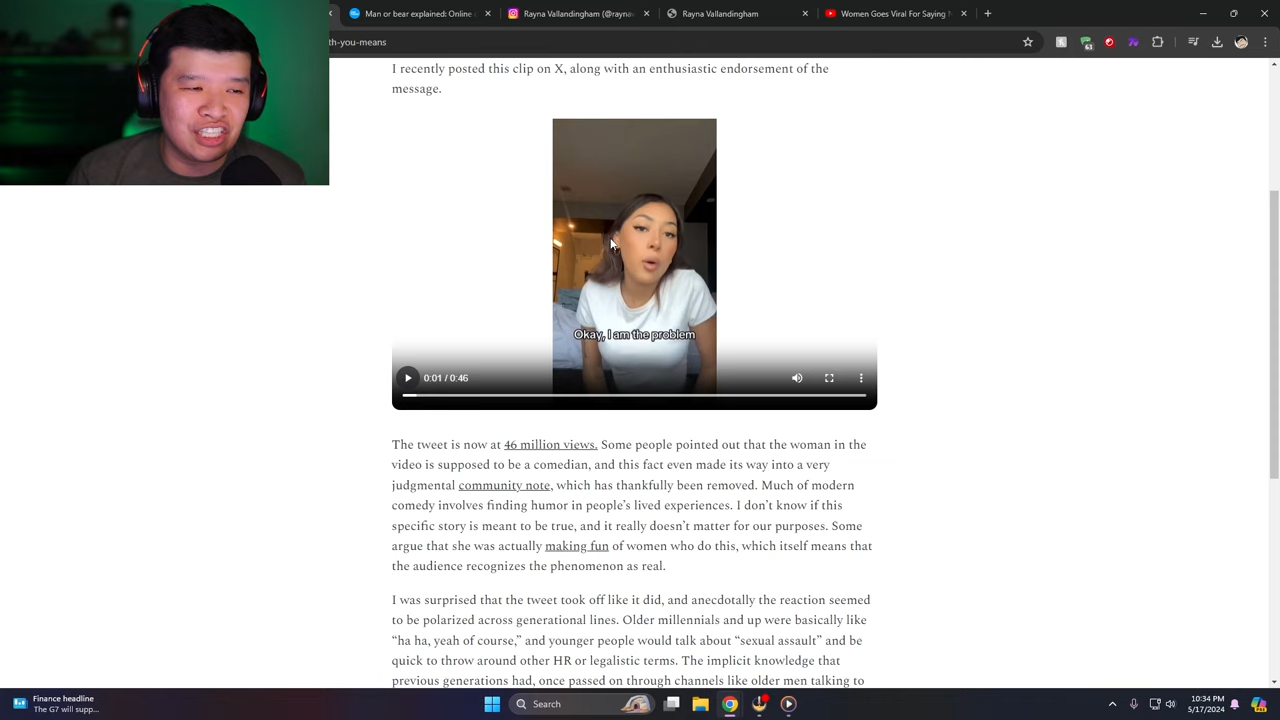 Man or bear explained: Online
Rayna Vallandingham (@rayna
Rayna Vallandingham
Women Goes Viral For Saying
th-you-means
63
I recently posted this clip on X, along with an enthusiastic endorsement of the
message.
Okay, I am the problem
0:01 / 0:46
The tweet is now at 46 million views. Some people pointed out that the woman in the
video is supposed to be a comedian, and this fact even made its way into a very
judgmental community note, which has thankfully been removed. Much of modern
comedy involves finding humor in people’s lived experiences. I don’t know if this
specific story is meant to be true, and it really doesn’t matter for our purposes. Some
argue that she was actually making fun of women who do this, which itself means that
the audience recognizes the phenomenon as real.
I was surprised that the tweet took off like it did, and anecdotally the reaction seemed
to be polarized across generational lines. Older millennials and up were basically like
“ha ha, yeah of course,” and younger people would talk about “sexual assault” and be
quick to throw around other HR or legalistic terms. The implicit knowledge that
previous generations had, once passed on through channels like older men talking to
Finance headline
The G7 will supp...
Search
10:34 PM
5/17/2024